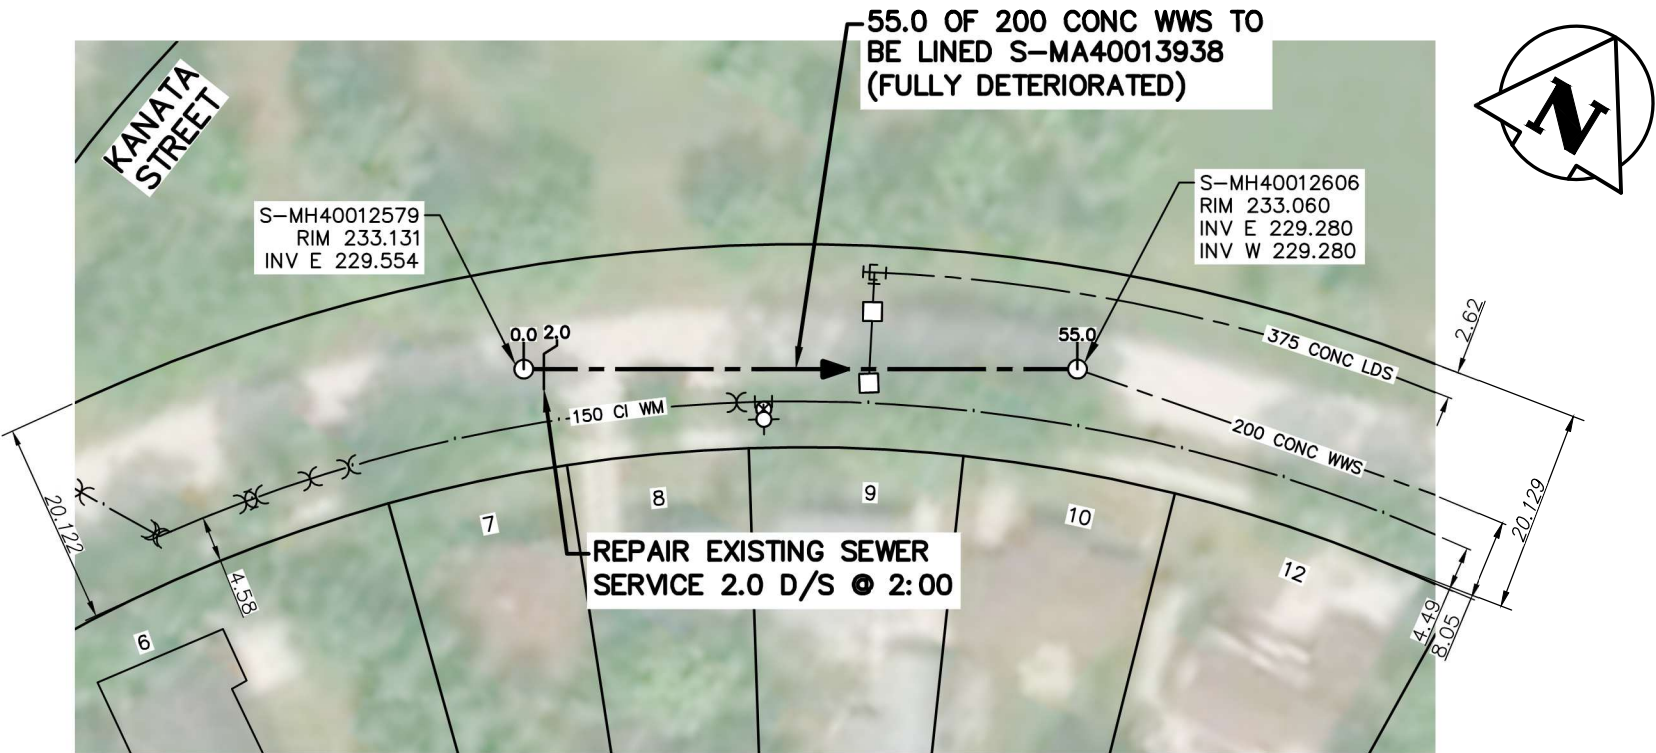 55.0 OF 200 CONC WWS TO
BE LINED S-MA40013938
(FULLY DETERIORATED)
N
KANATA
STREET
S-MH40012579
RIM 233.131
INV E 229.554
S-MH40012606
RIM 233.060
INV E 229.280
INV W 229.280
0.0
2.0
55.0
2.62
375 CONC LDS
150 CI WM
200 CONC WWS
20.122
4.58
20.129
4.49
8.05
6
7
8
9
10
12
REPAIR EXISTING SEWER
SERVICE 2.0 D/S @ 2:00